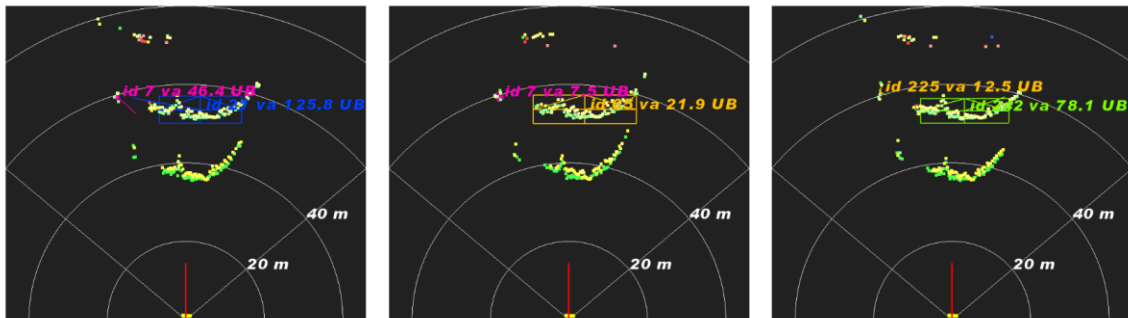 id 7 va 46.4 UB
va 125.8 UB
40 m
20 m
id 7 va 7.5 UB
va 21.9 UB
40 m
20 m
id 225 va 12.5 UB
va 78.1 UB
40 m
20 m